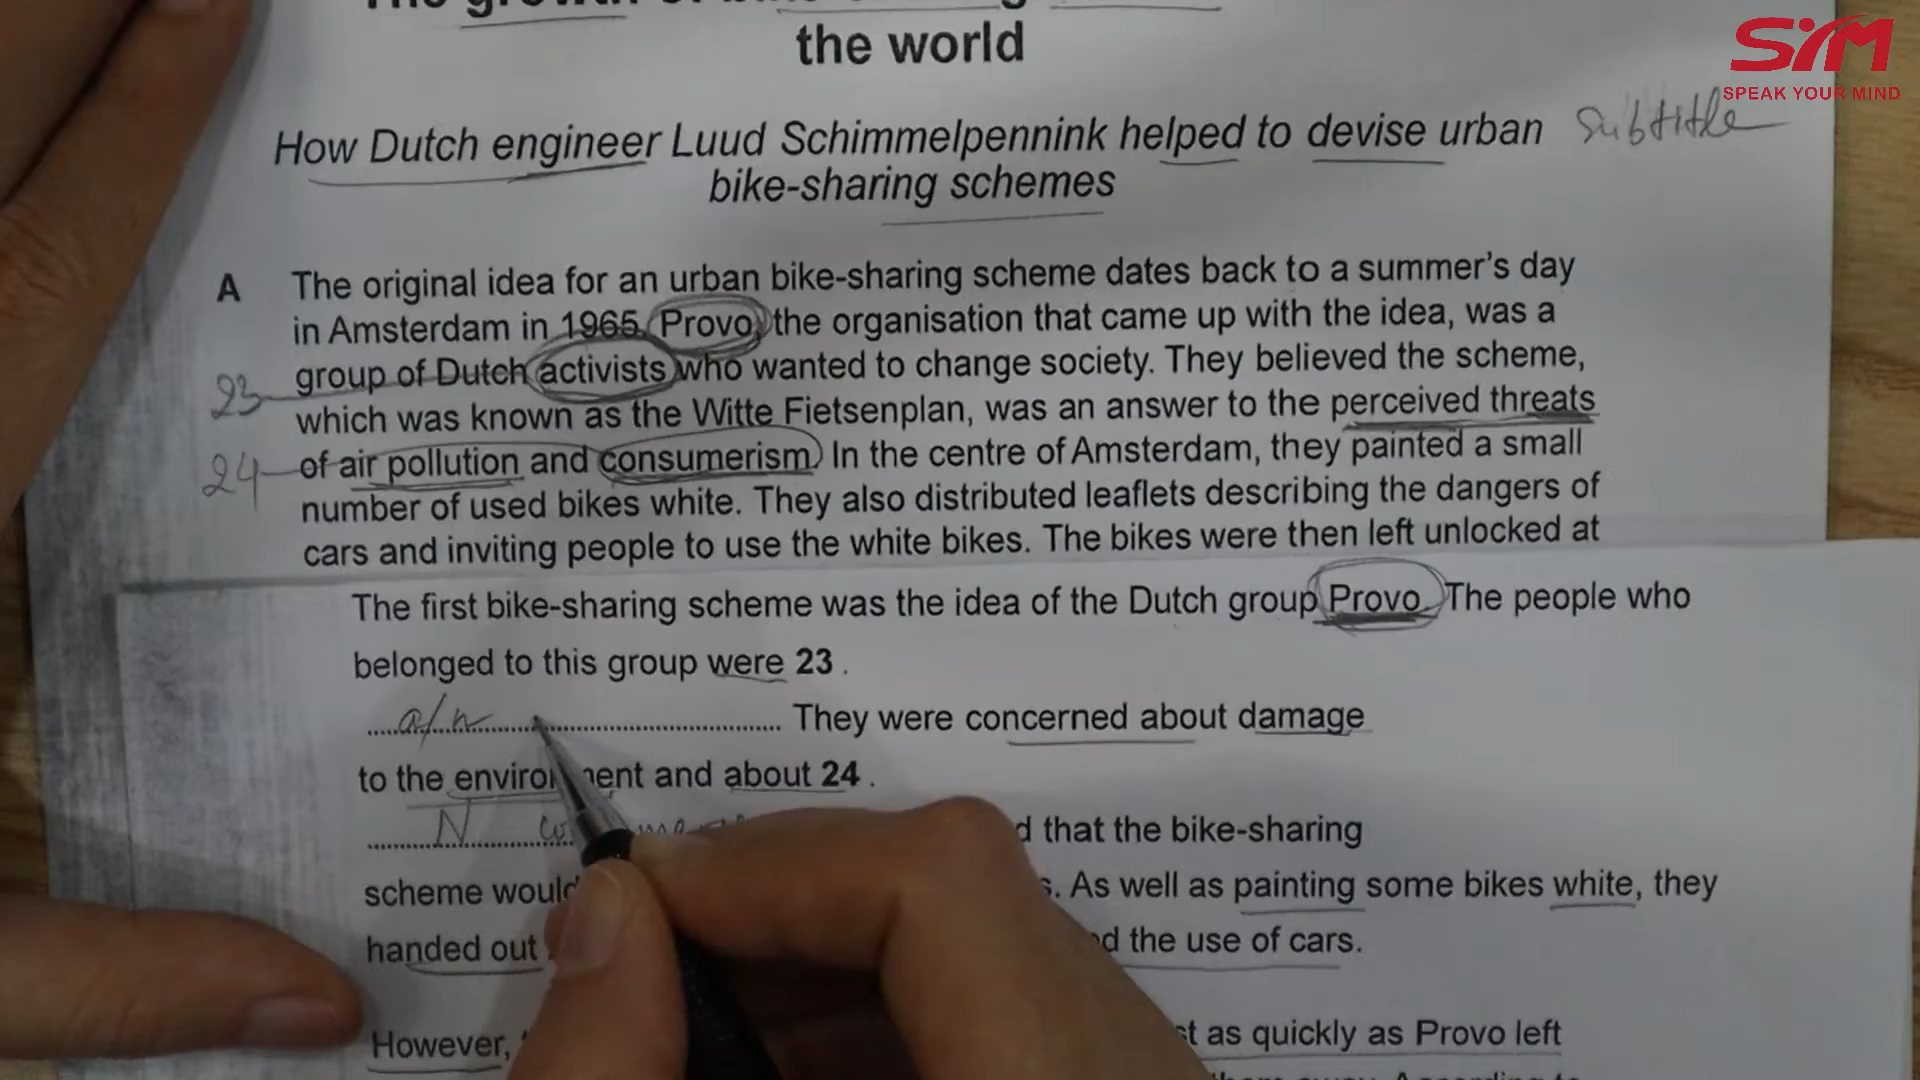 the world
SIM
SPEAK YOUR MIND
How Dutch engineer Luud Schimmelpennink helped to devise urban subtitle
bike-sharing schemes
A The original idea for an urban bike-sharing scheme dates back to a summer's day
in Amsterdam in 1965. Provo, the organisation that came up with the idea, was a
23 group of Dutch activists who wanted to change society. They believed the scheme,
which was known as the Witte Fietsenplan, was an answer to the perceived threats
24 of air pollution and consumerism. In the centre of Amsterdam, they painted a small
number of used bikes white. They also distributed leaflets describing the dangers of
cars and inviting people to use the white bikes. The bikes were then left unlocked at
The first bike-sharing scheme was the idea of the Dutch group Provo. The people who
belonged to this group were 23 .
a/n They were concerned about damage
to the environment and about 24 .
N that the bike-sharing
scheme would As well as painting some bikes white, they
handed out the use of cars.
However, as quickly as Provo left